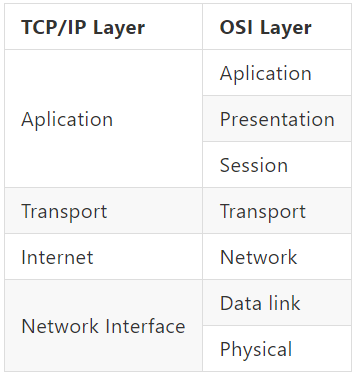 TCP/IP Layer OSI Layer
Aplication Aplication
Presentation
Session
Transport Transport
Internet Network
Network Interface Data link
Physical